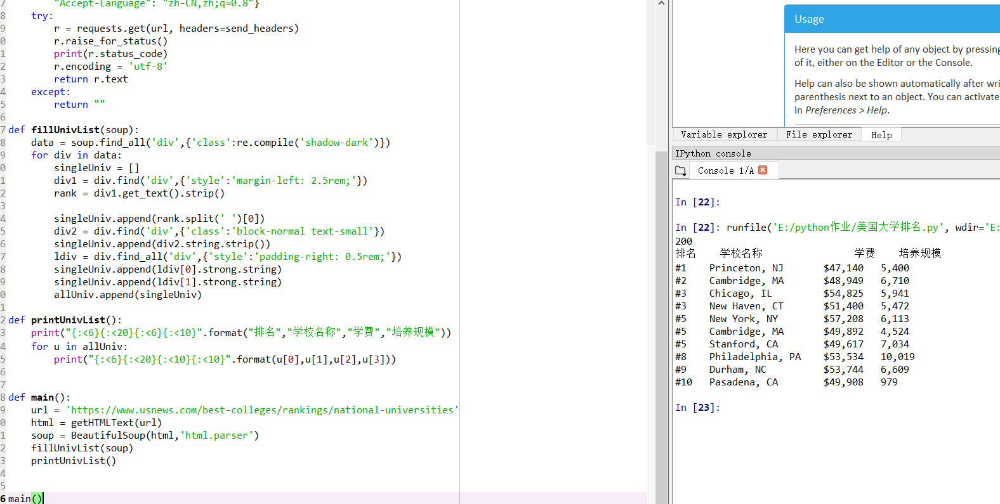 "Accept-Language": "zh-CN,zh;q=0.8"}
try:
r = requests.get(url, headers=send_headers)
r.raise_for_status()
print(r.status_code)
r.encoding = 'utf-8'
return r.text
except:
return ""
def fillUnivList(soup):
data = soup.find_all('div',{'class':re.compile('shadow-dark')})
for div in data:
singleUniv = []
div1 = div.find('div',{'style':'margin-left: 2.5rem;'})
rank = div1.get_text().strip()
singleUniv.append(rank.split(' ')[0])
div2 = div.find('div',{'class':'block-normal text-small'})
singleUniv.append(div2.string.strip())
ldiv = div.find_all('div',{'style':'padding-right: 0.5rem;'})
singleUniv.append(ldiv[0].strong.string)
singleUniv.append(ldiv[1].strong.string)
allUniv.append(singleUniv)
def printUnivList():
print("{:<6}{:<20}{:<6}{:<10}".format("排名","学校名称","学费","培养规模"))
for u in allUniv:
print("{:<6}{:<20}{:<10}{:<10}".format(u[0],u[1],u[2],u[3]))
def main():
url = 'https://www.usnews.com/best-colleges/rankings/national-universities'
html = getHTMLText(url)
soup = BeautifulSoup(html,'html.parser')
fillUnivList(soup)
printUnivList()
6 main()
Usage
Here you can get help of any object by pressing
of it, either on the Editor or the Console.
Help can also be shown automatically after wri
parenthesis next to an object. You can activate
in Preferences > Help.
Variable explorer File explorer Help
IPython console
Console 1/A
In [22]:
In [22]: runfile('E:/python作业/美国大学排名.py', wdir='E:
200
排名 学校名称 学费 培养规模
#1 Princeton, NJ $47,140 5,400
#2 Cambridge, MA $48,949 6,710
#3 Chicago, IL $54,825 5,941
#3 New Haven, CT $51,400 5,472
#5 New York, NY $57,208 6,113
#5 Cambridge, MA $49,892 4,524
#5 Stanford, CA $49,617 7,034
#8 Philadelphia, PA $53,534 10,019
#9 Durham, NC $53,744 6,609
#10 Pasadena, CA $49,908 979
In [23]: